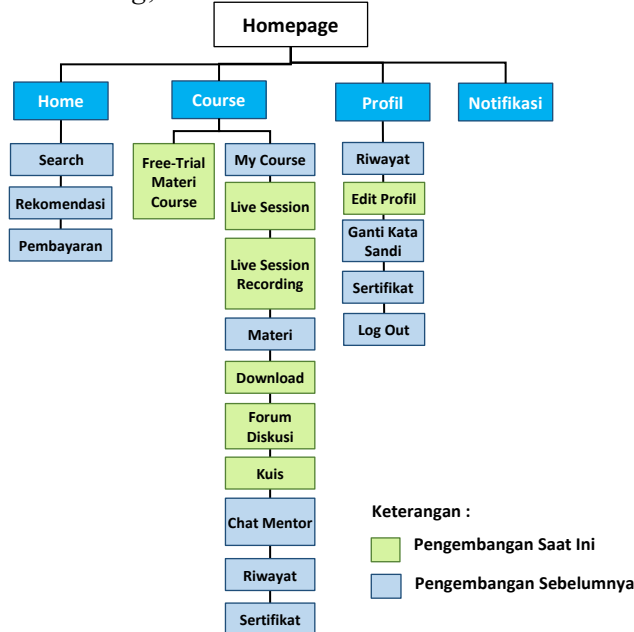 Homepage
Home
Course
Profil
Notifikasi
Search
Rekomendasi
Pembayaran
Free-Trial
Materi
Course
My Course
Live Session
Live Session
Recording
Materi
Download
Forum
Diskusi
Kuis
Chat Mentor
Riwayat
Sertifikat
Riwayat
Edit Profil
Ganti Kata
Sandi
Sertifikat
Log Out
Keterangan :
Pengembangan Saat Ini
Pengembangan Sebelumnya